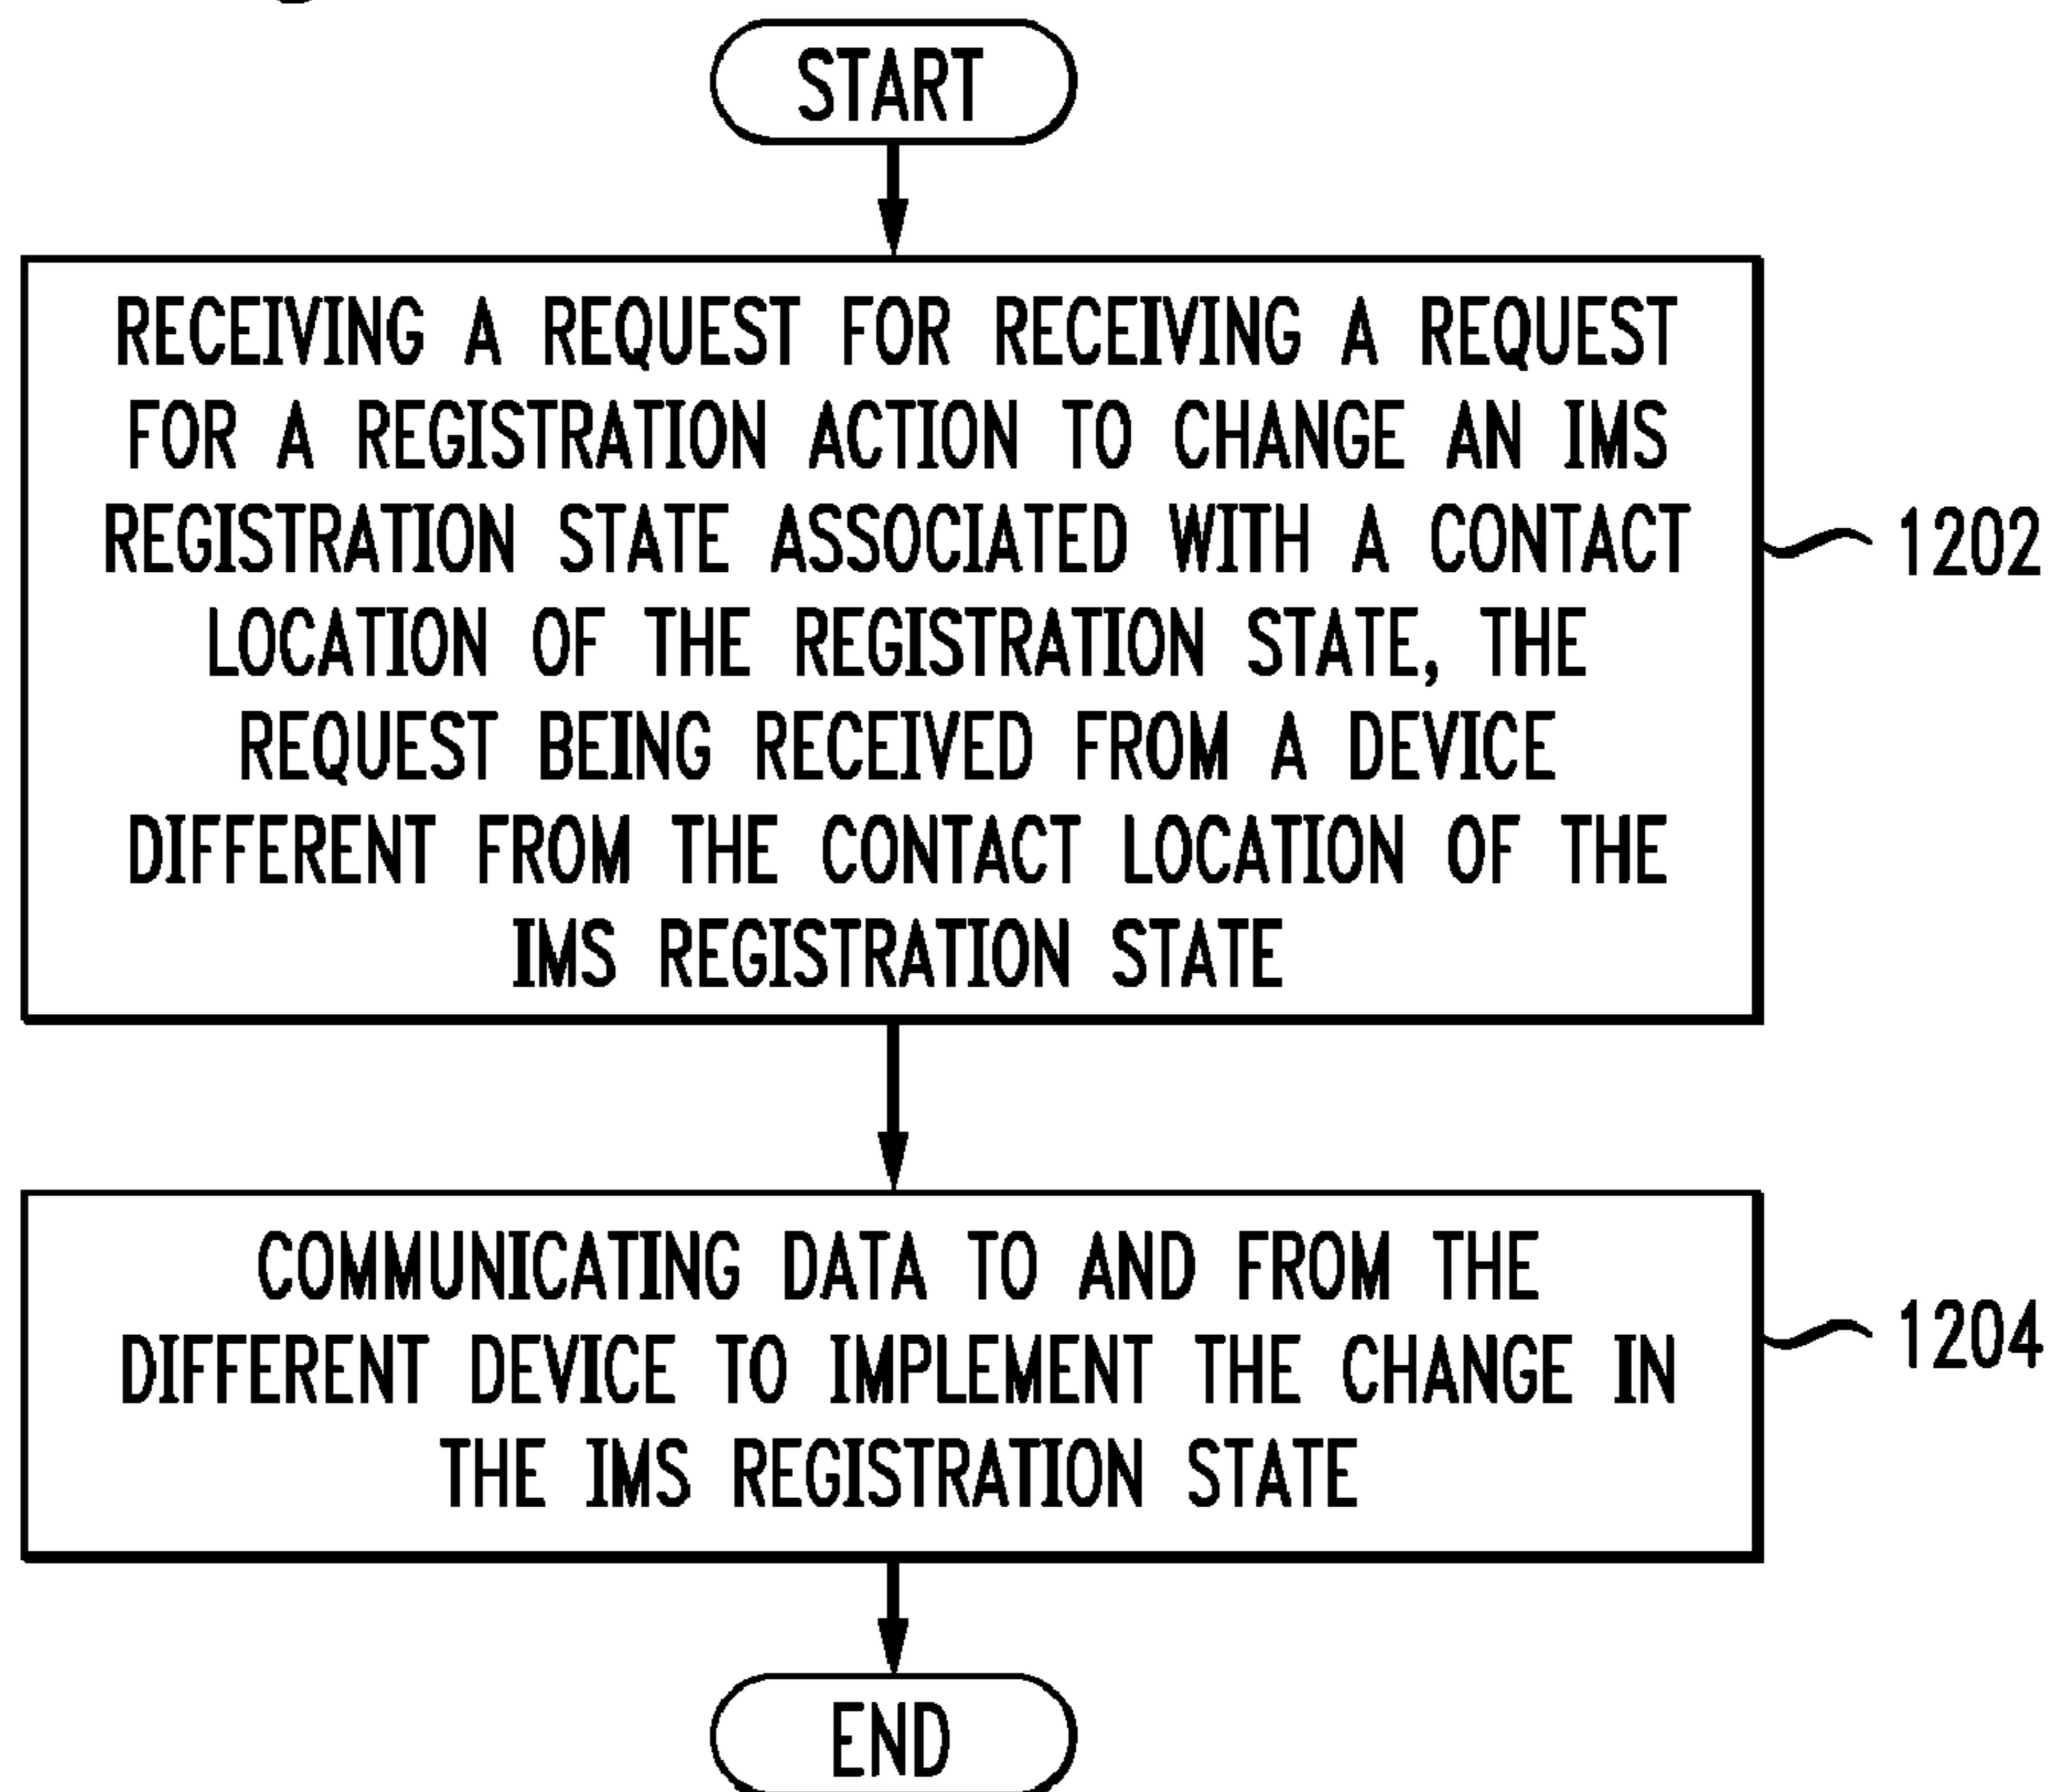 START
RECEIVING A REQUEST FOR RECEIVING A REQUEST
FOR A REGISTRATION ACTION TO CHANGE AN IMS
REGISTRATION STATE ASSOCIATED WITH A CONTACT
LOCATION OF THE REGISTRATION STATE, THE
REQUEST BEING RECEIVED FROM A DEVICE
DIFFERENT FROM THE CONTACT LOCATION OF THE
IMS REGISTRATION STATE
1202
COMMUNICATING DATA TO AND FROM THE
DIFFERENT DEVICE TO IMPLEMENT THE CHANGE IN
THE IMS REGISTRATION STATE
1204
END